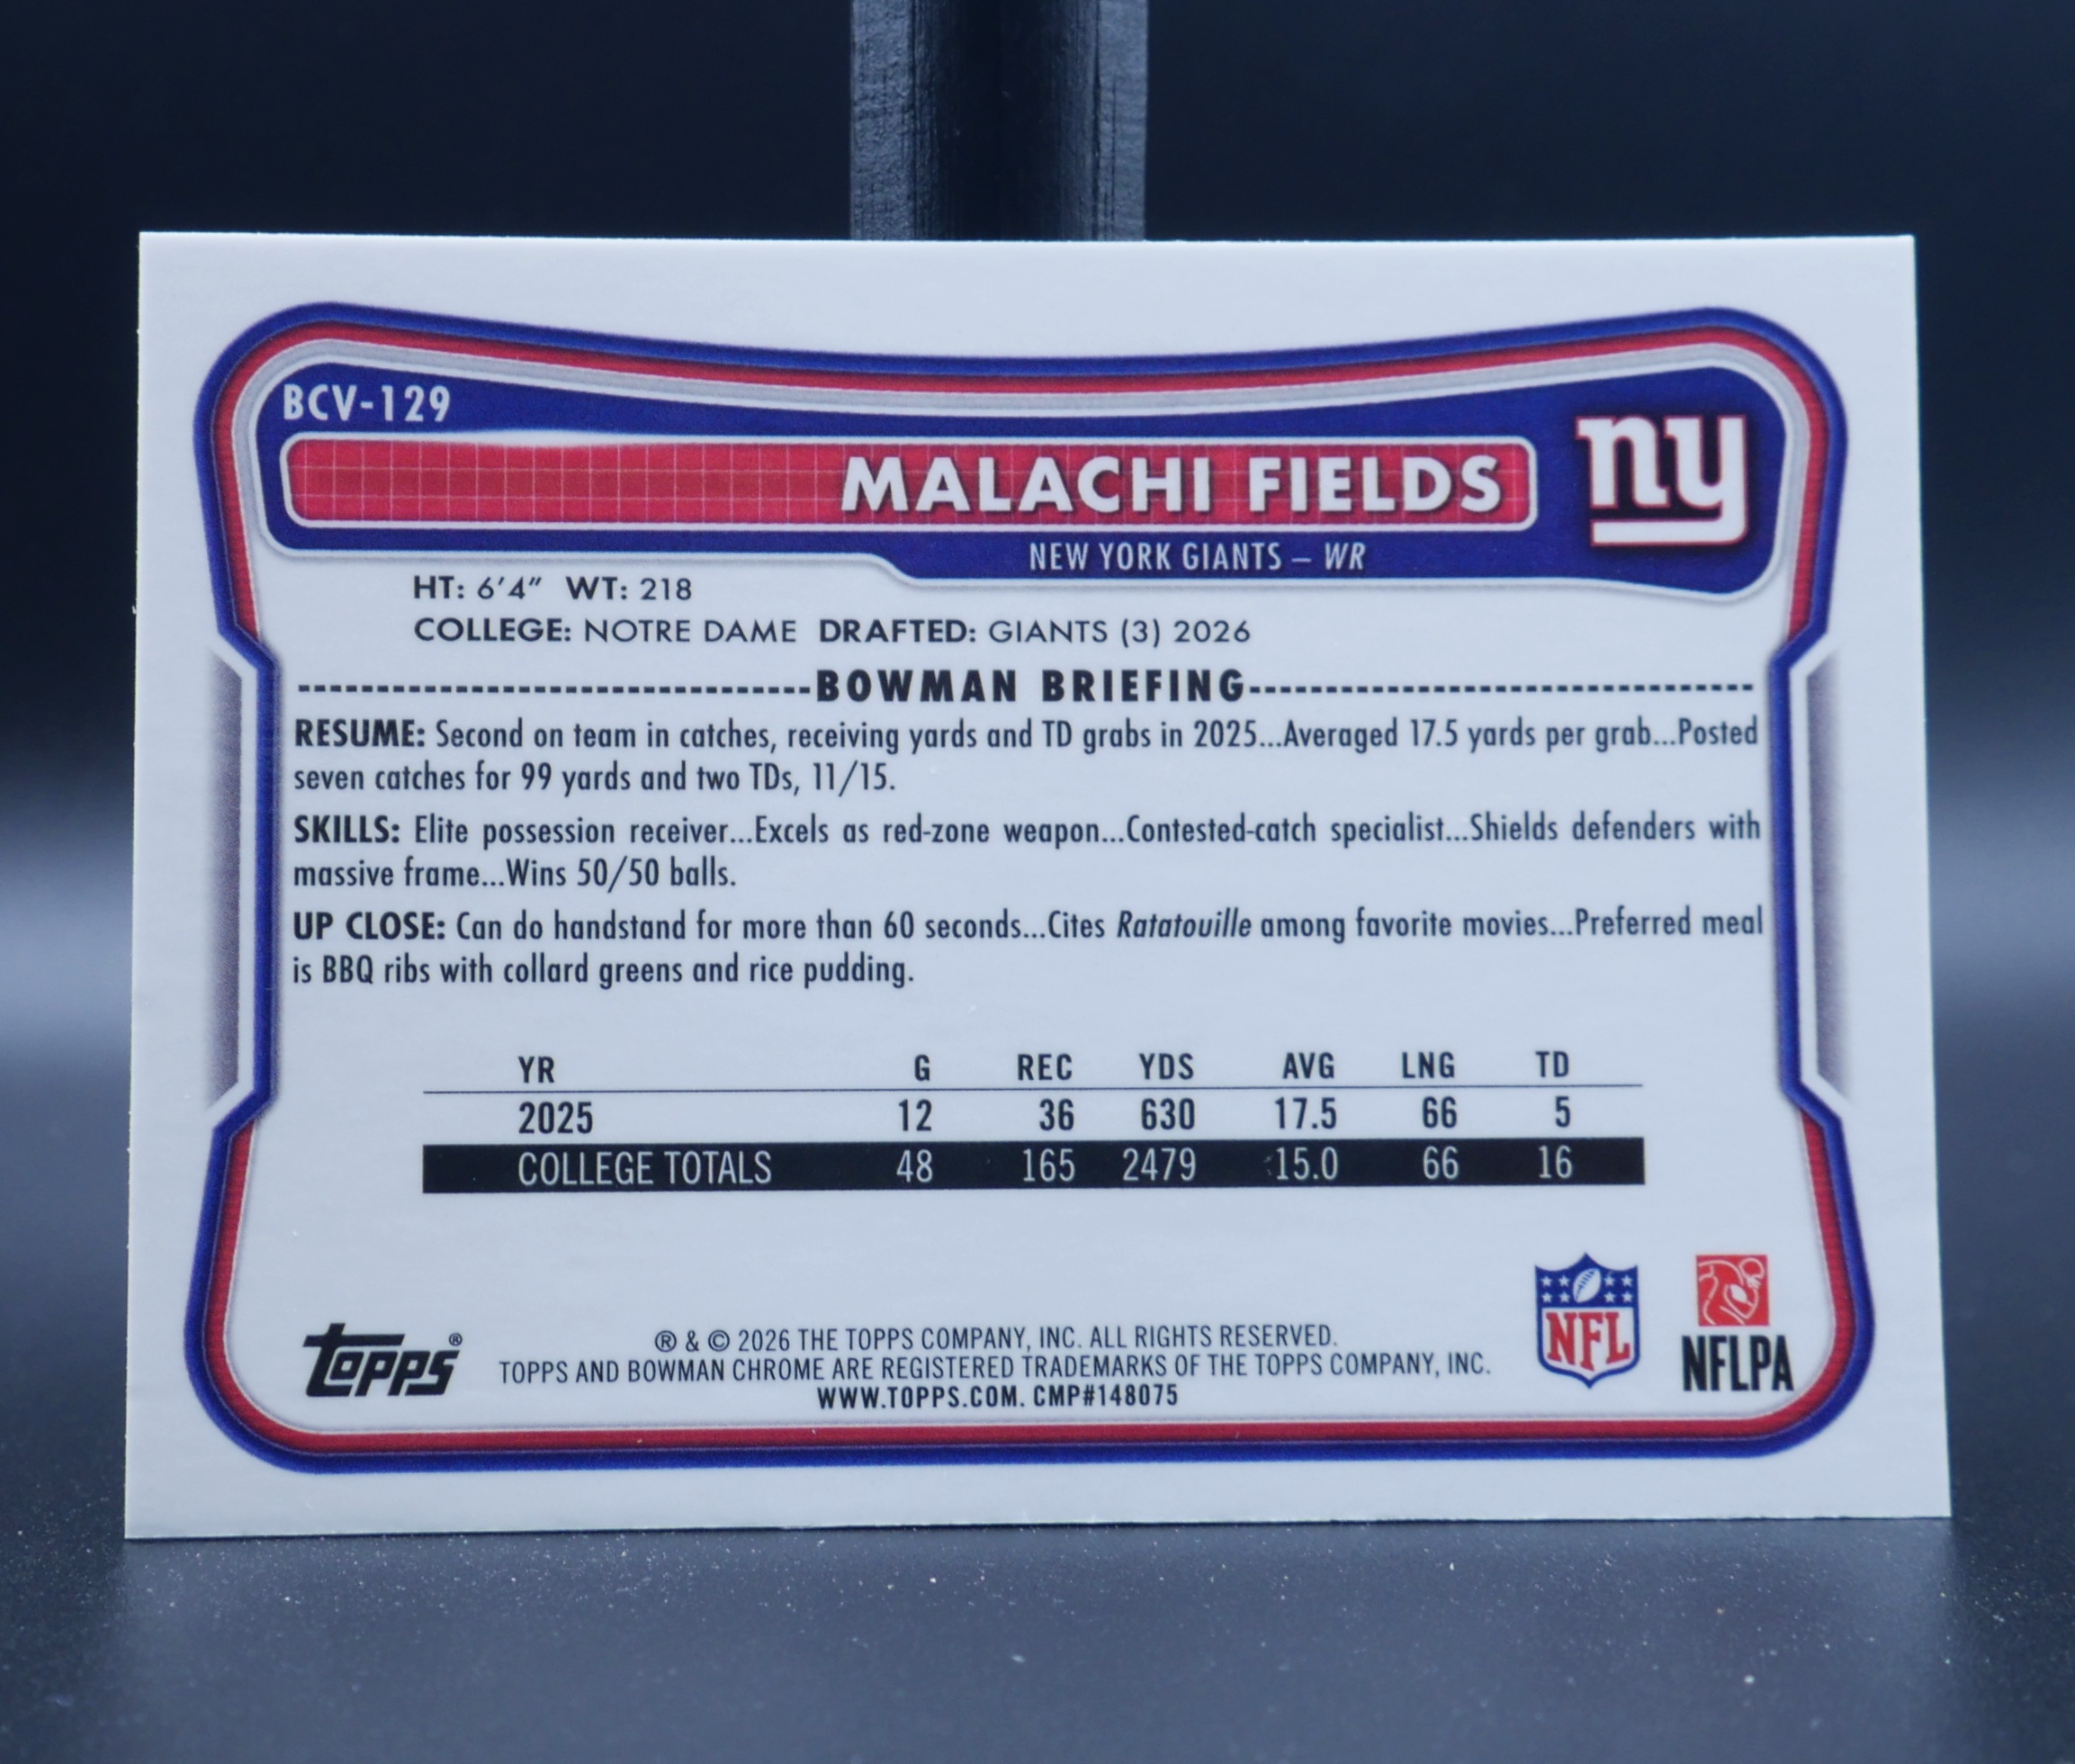 BCV-129
MALACHI FIELDS
ny
NEW YORK GIANTS – WR
HT: 6'4" WT: 218
COLLEGE: NOTRE DAME DRAFTED: GIANTS (3) 2026
BOWMAN BRIEFING
RESUME: Second on team in catches, receiving yards and TD grabs in 2025...Averaged 17.5 yards per grab...Posted
seven catches for 99 yards and two TDs, 11/15.
SKILLS: Elite possession receiver...Excels as red-zone weapon...Contested-catch specialist...Shields defenders with
massive frame...Wins 50/50 balls.
UP CLOSE: Can do handstand for more than 60 seconds...Cites Ratatouille among favorite movies...Preferred meal
is BBQ ribs with collard greens and rice pudding.
YR G REC YDS AVG LNG TD
2025 12 36 630 17.5 66 5
COLLEGE TOTALS 48 165 2479 15.0 66 16
topps®
® & © 2026 THE TOPPS COMPANY, INC. ALL RIGHTS RESERVED.
TOPPS AND BOWMAN CHROME ARE REGISTERED TRADEMARKS OF THE TOPPS COMPANY, INC.
WWW.TOPPS.COM. CMP#148075
NFL
NFLPA